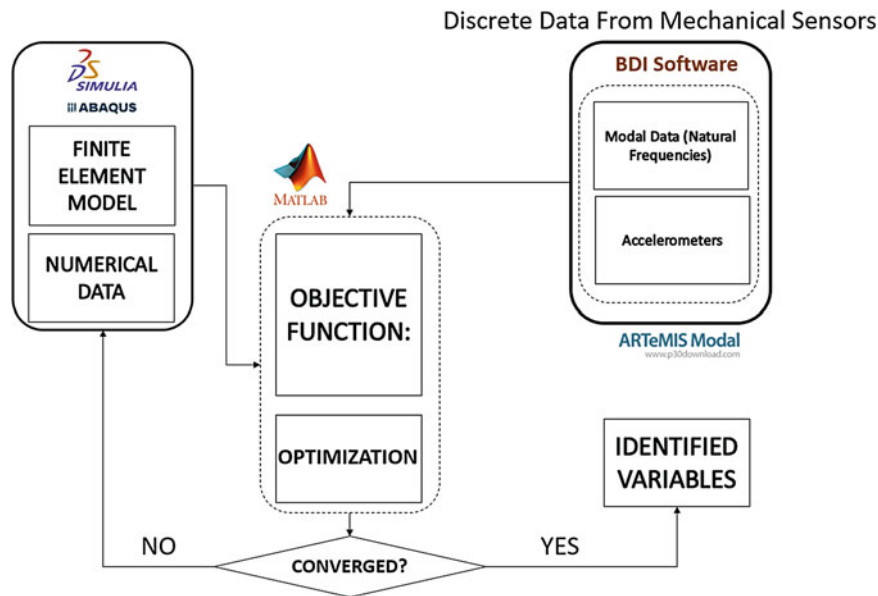 Discrete Data From Mechanical Sensors
SIMULIA
ABAQUS
FINITE
ELEMENT
MODEL
NUMERICAL
DATA
MATLAB
OBJECTIVE
FUNCTION:
OPTIMIZATION
BDI Software
Modal Data (Natural
Frequencies)
Accelerometers
ARTeMIS Modal
www.p30download.com
IDENTIFIED
VARIABLES
NO
CONVERGED?
YES